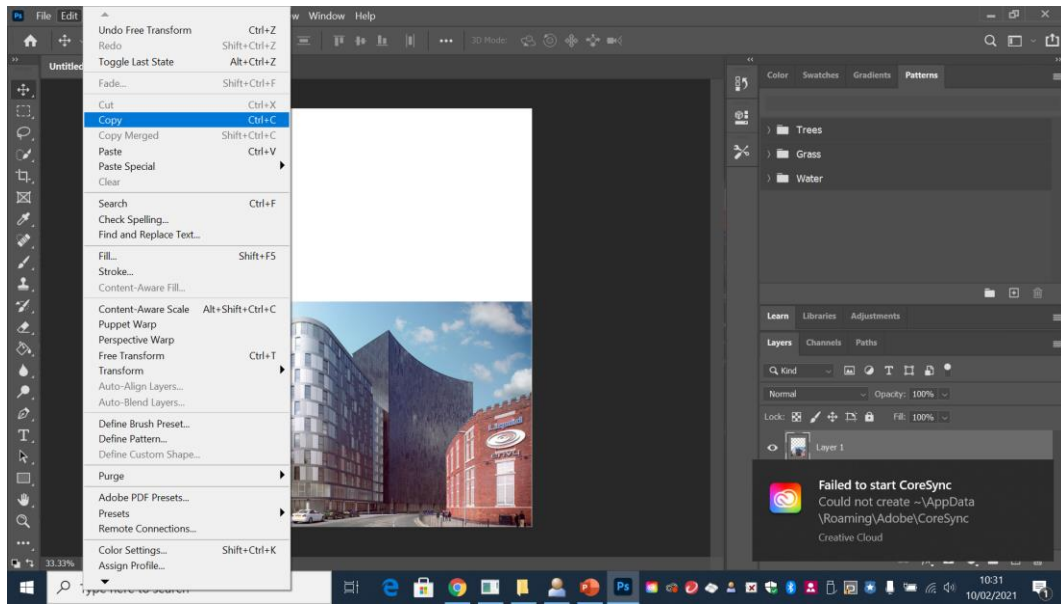 Ps File Edit w Window Help
3D Mode:
Untitled
Undo Free Transform Ctrl+Z
Redo Shift+Ctrl+Z
Toggle Last State Alt+Ctrl+Z
Fade... Shift+Ctrl+F
Cut Ctrl+X
Copy Ctrl+C
Copy Merged Shift+Ctrl+C
Paste Ctrl+V
Paste Special
Clear
Search Ctrl+F
Check Spelling...
Find and Replace Text...
Fill... Shift+F5
Stroke...
Content-Aware Fill...
Content-Aware Scale Alt+Shift+Ctrl+C
Puppet Warp
Perspective Warp
Free Transform Ctrl+T
Transform
Auto-Align Layers...
Auto-Blend Layers...
Define Brush Preset...
Define Pattern...
Define Custom Shape...
Purge
Adobe PDF Presets...
Presets
Remote Connections...
Color Settings... Shift+Ctrl+K
Assign Profile...
33.33%
Color Swatches Gradients Patterns
Trees
Grass
Water
Learn Libraries Adjustments
Layers Channels Paths
Kind
Normal Opacity: 100%
Lock: Fill: 100%
Layer 1
Failed to start CoreSync
Could not create ~\AppData
\Roaming\Adobe\CoreSync
Creative Cloud
Type here to search
Ps
10:31
10/02/2021